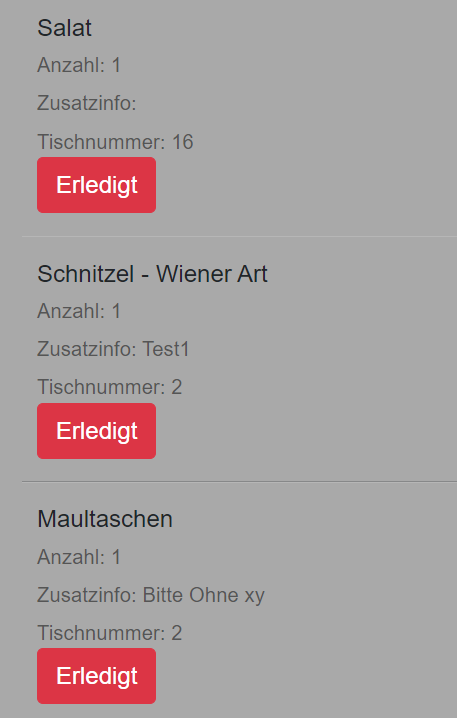 Salat
Anzahl: 1
Zusatzinfo:
Tischnummer: 16
Erledigt
Schnitzel - Wiener Art
Anzahl: 1
Zusatzinfo: Test1
Tischnummer: 2
Erledigt
Maultaschen
Anzahl: 1
Zusatzinfo: Bitte Ohne xy
Tischnummer: 2
Erledigt